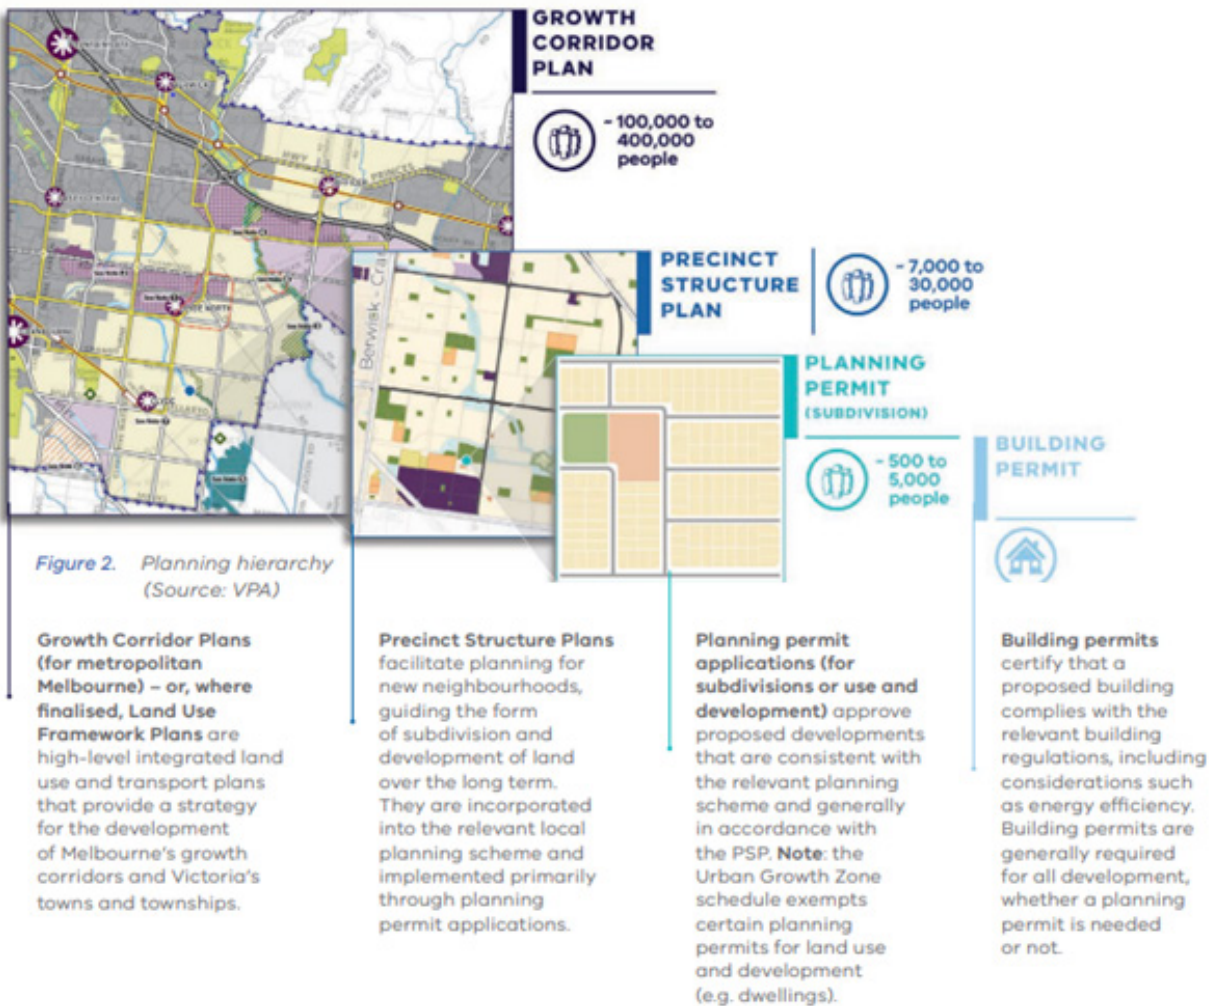 GROWTH
CORRIDOR
PLAN
~ 100,000 to
400,000
people
PRECINCT
STRUCTURE
PLAN
~ 7,000 to
30,000
people
PLANNING
PERMIT
(SUBDIVISION)
~ 500 to
5,000
people
BUILDING
PERMIT
HWY
PRINCES
CLYDE NORTH
CLYDE
Berwick - Cra
Figure 2. Planning hierarchy
(Source: VPA)
Growth Corridor Plans
(for metropolitan
Melbourne) – or, where
finalised, Land Use
Framework Plans are
high-level integrated land
use and transport plans
that provide a strategy
for the development
of Melbourne's growth
corridors and Victoria's
towns and townships.
Precinct Structure Plans
facilitate planning for
new neighbourhoods,
guiding the form
of subdivision and
development of land
over the long term.
They are incorporated
into the relevant local
planning scheme and
implemented primarily
through planning
permit applications.
Planning permit
applications (for
subdivisions or use and
development) approve
proposed developments
that are consistent with
the relevant planning
scheme and generally
in accordance with
the PSP. Note: the
Urban Growth Zone
schedule exempts
certain planning
permits for land use
and development
(e.g. dwellings).
Building permits
certify that a
proposed building
complies with the
relevant building
regulations, including
considerations such
as energy efficiency.
Building permits are
generally required
for all development,
whether a planning
permit is needed
or not.